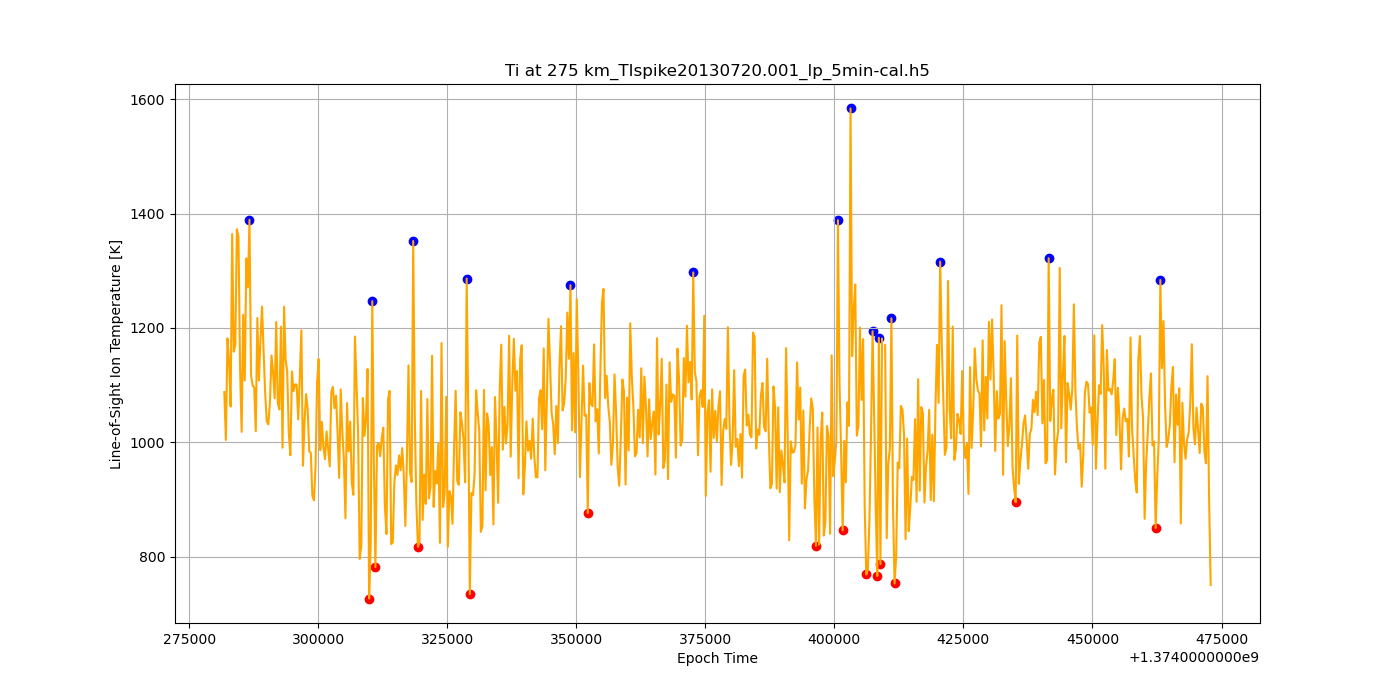 Ti at 275 km_TIspike20130720.001_lp_5min-cal.h5
Line-of-Sight Ion Temperature [K]
1600
1400
1200
1000
800
275000 300000 325000 350000 375000 400000 425000 450000 475000
Epoch Time
+1.3740000000e9